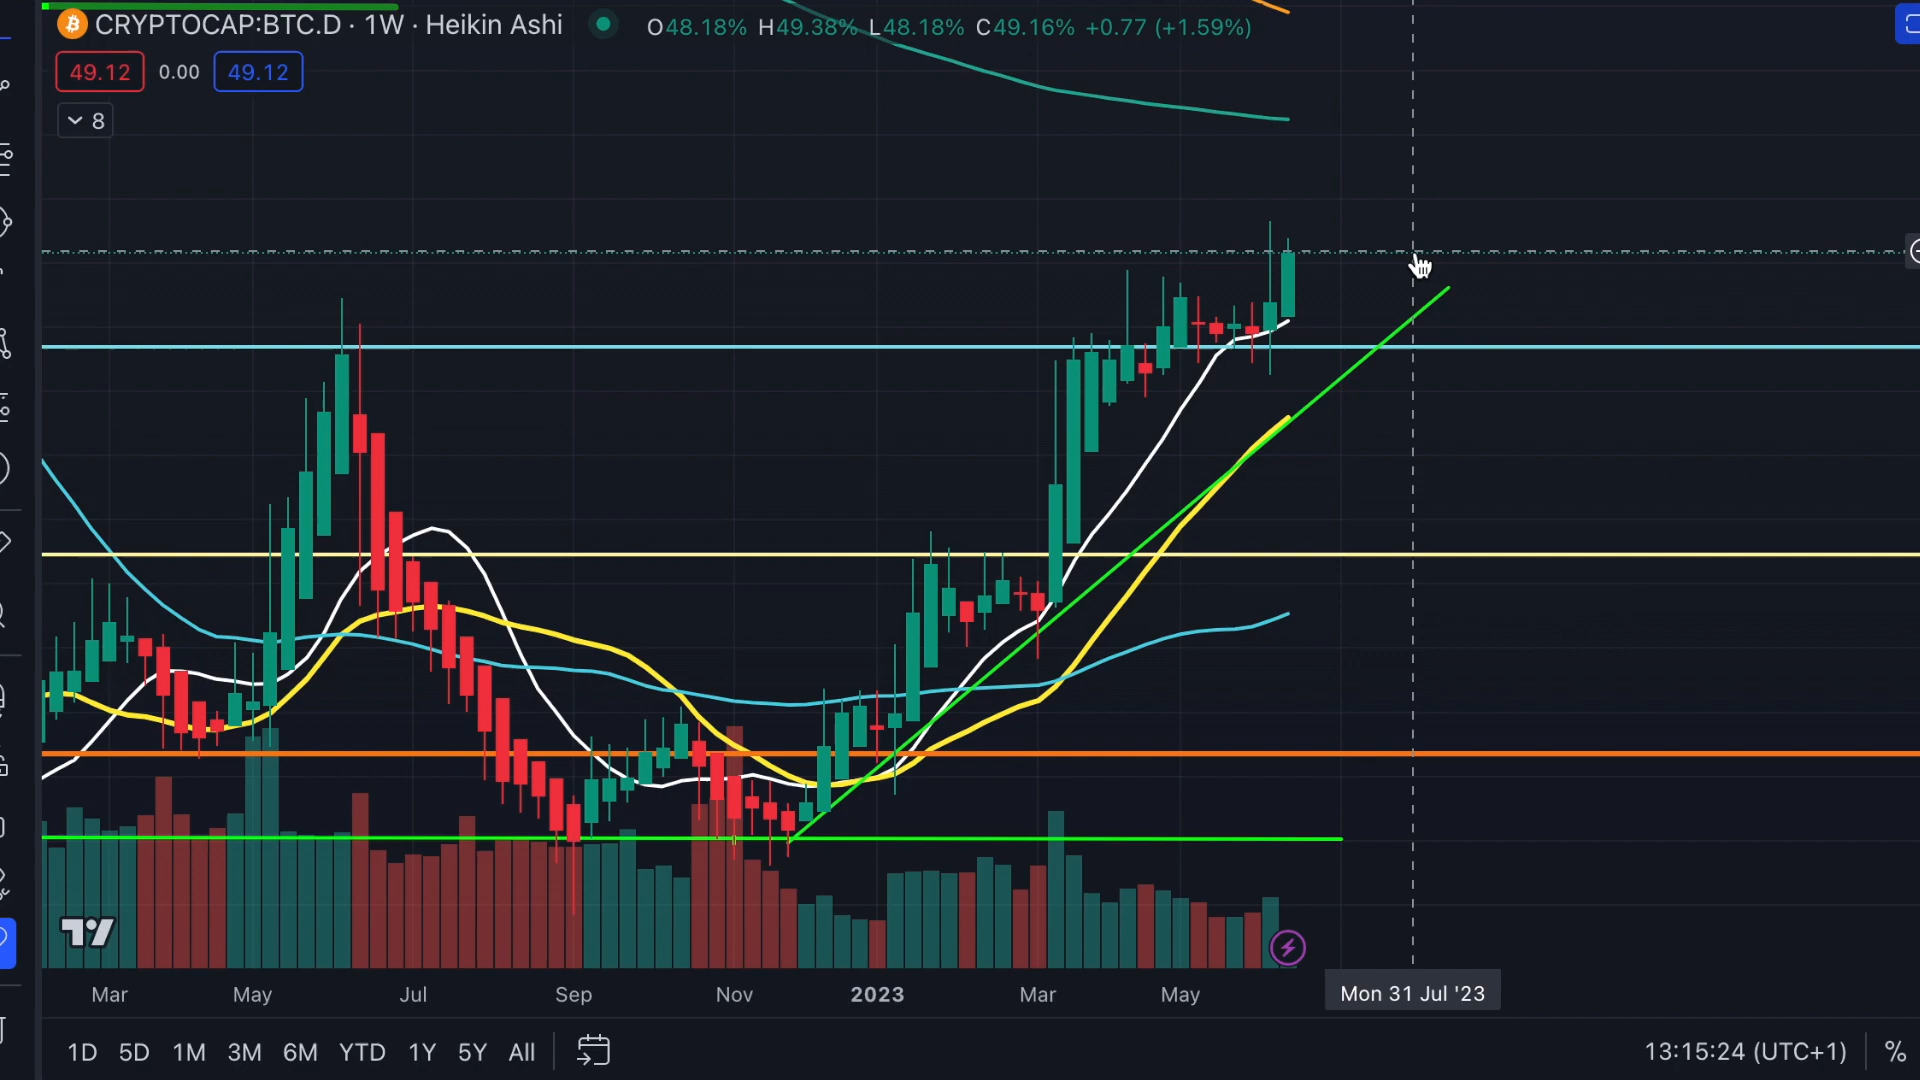 CRYPTOCAP:BTC.D · 1W · Heikin Ashi O48.18% H49.38% L48.18% C49.16% +0.77 (+1.59%)
49.12 0.00 49.12
8
Mar May Jul Sep Nov 2023 Mar May Mon 31 Jul '23
1D 5D 1M 3M 6M YTD 1Y 5Y All 13:15:24 (UTC+1) %